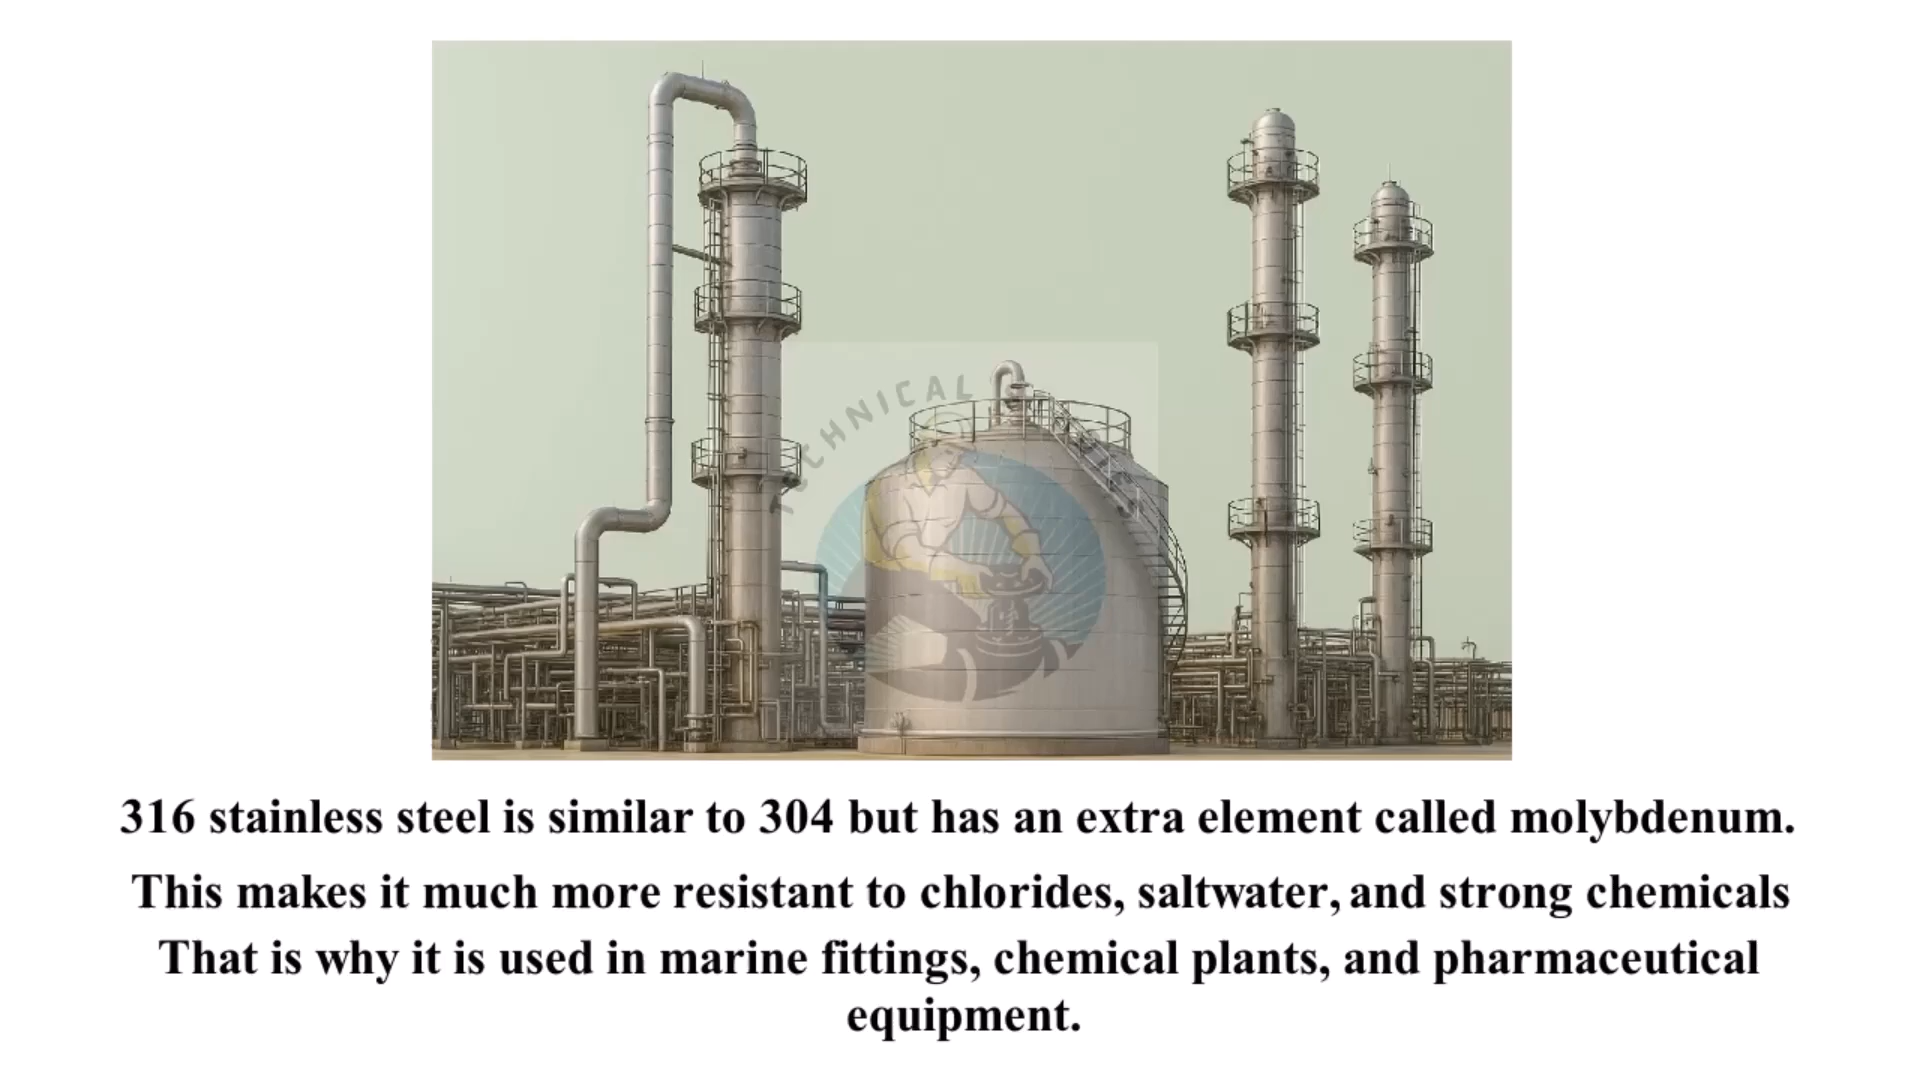 TECHNICAL
316 stainless steel is similar to 304 but has an extra element called molybdenum.
This makes it much more resistant to chlorides, saltwater, and strong chemicals
That is why it is used in marine fittings, chemical plants, and pharmaceutical
equipment.